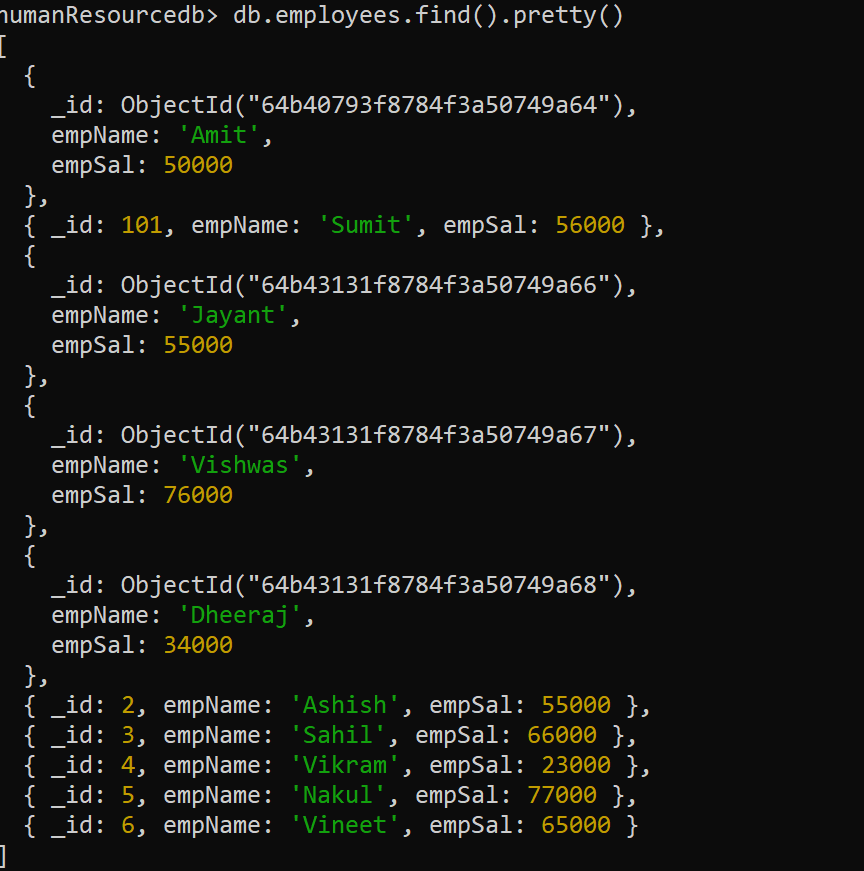 humanResourcedb> db.employees.find().pretty()
[
  {
    _id: ObjectId("64b40793f8784f3a50749a64"),
    empName: 'Amit',
    empSal: 50000
  },
  { _id: 101, empName: 'Sumit', empSal: 56000 },
  {
    _id: ObjectId("64b43131f8784f3a50749a66"),
    empName: 'Jayant',
    empSal: 55000
  },
  {
    _id: ObjectId("64b43131f8784f3a50749a67"),
    empName: 'Vishwas',
    empSal: 76000
  },
  {
    _id: ObjectId("64b43131f8784f3a50749a68"),
    empName: 'Dheeraj',
    empSal: 34000
  },
  { _id: 2, empName: 'Ashish', empSal: 55000 },
  { _id: 3, empName: 'Sahil', empSal: 66000 },
  { _id: 4, empName: 'Vikram', empSal: 23000 },
  { _id: 5, empName: 'Nakul', empSal: 77000 },
  { _id: 6, empName: 'Vineet', empSal: 65000 }
]